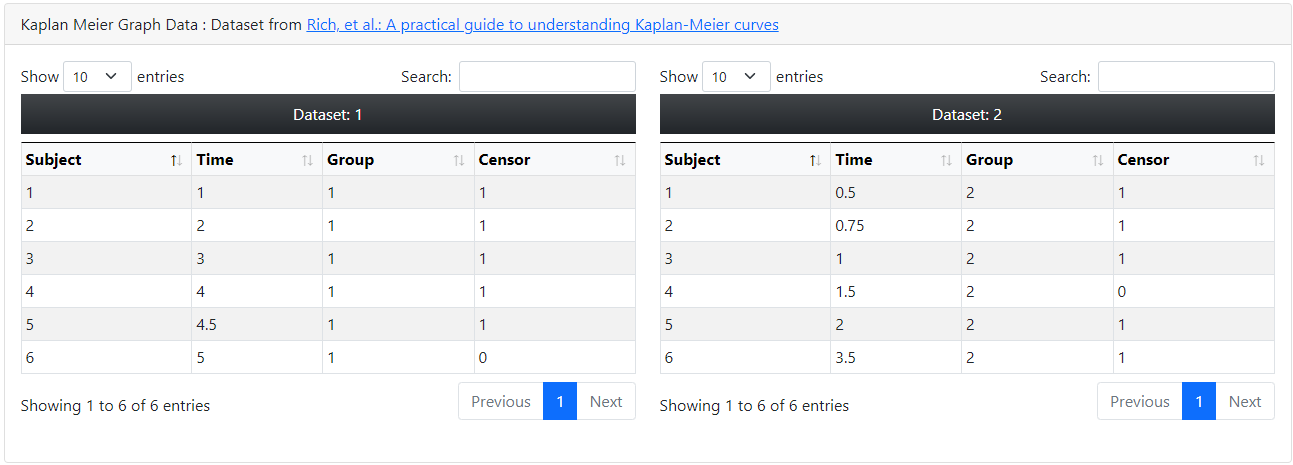 Kaplan Meier Graph Data : Dataset from Rich, et al.: A practical guide to understanding Kaplan-Meier curves
Show 10 entries Search:
Dataset: 1
Subject Time Group Censor
1 1 1 1
2 2 1 1
3 3 1 1
4 4 1 1
5 4.5 1 1
6 5 1 0
Showing 1 to 6 of 6 entries Previous 1 Next
Show 10 entries Search:
Dataset: 2
Subject Time Group Censor
1 0.5 2 1
2 0.75 2 1
3 1 2 1
4 1.5 2 0
5 2 2 1
6 3.5 2 1
Showing 1 to 6 of 6 entries Previous 1 Next